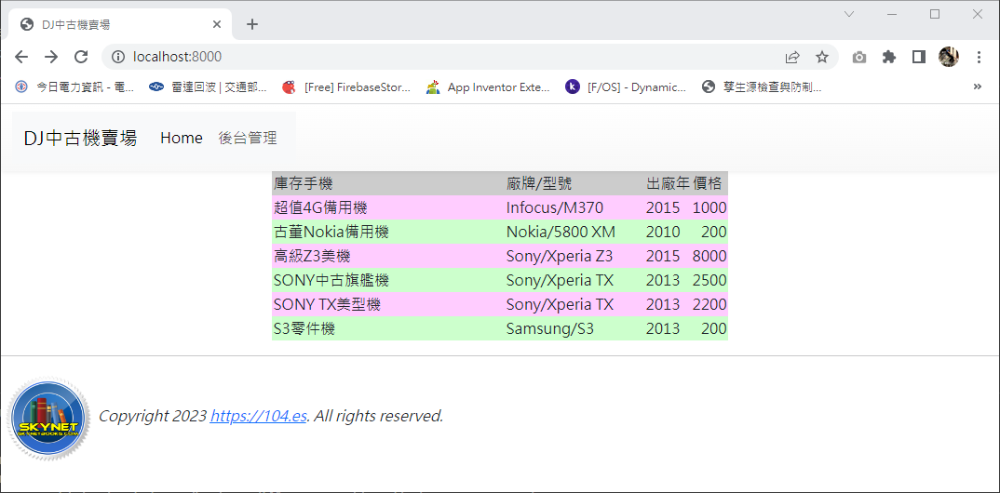 DJ中古機賣場
localhost:8000
今日電力資訊 - 電... 雷達回波 | 交通部... [Free] FirebaseStor... App Inventor Exte... k [F/OS] - Dynamic... 孳生源檢查與防制...
DJ中古機賣場 Home 後台管理
庫存手機 廠牌/型號 出廠年 價格
超值4G備用機 Infocus/M370 2015 1000
古董Nokia備用機 Nokia/5800 XM 2010 200
高級Z3美機 Sony/Xperia Z3 2015 8000
SONY中古旗艦機 Sony/Xperia TX 2013 2500
SONY TX美型機 Sony/Xperia TX 2013 2200
S3零件機 Samsung/S3 2013 200
SKYNET
SKYNETBOOKS.COM
Copyright 2023 https://104.es. All rights reserved.